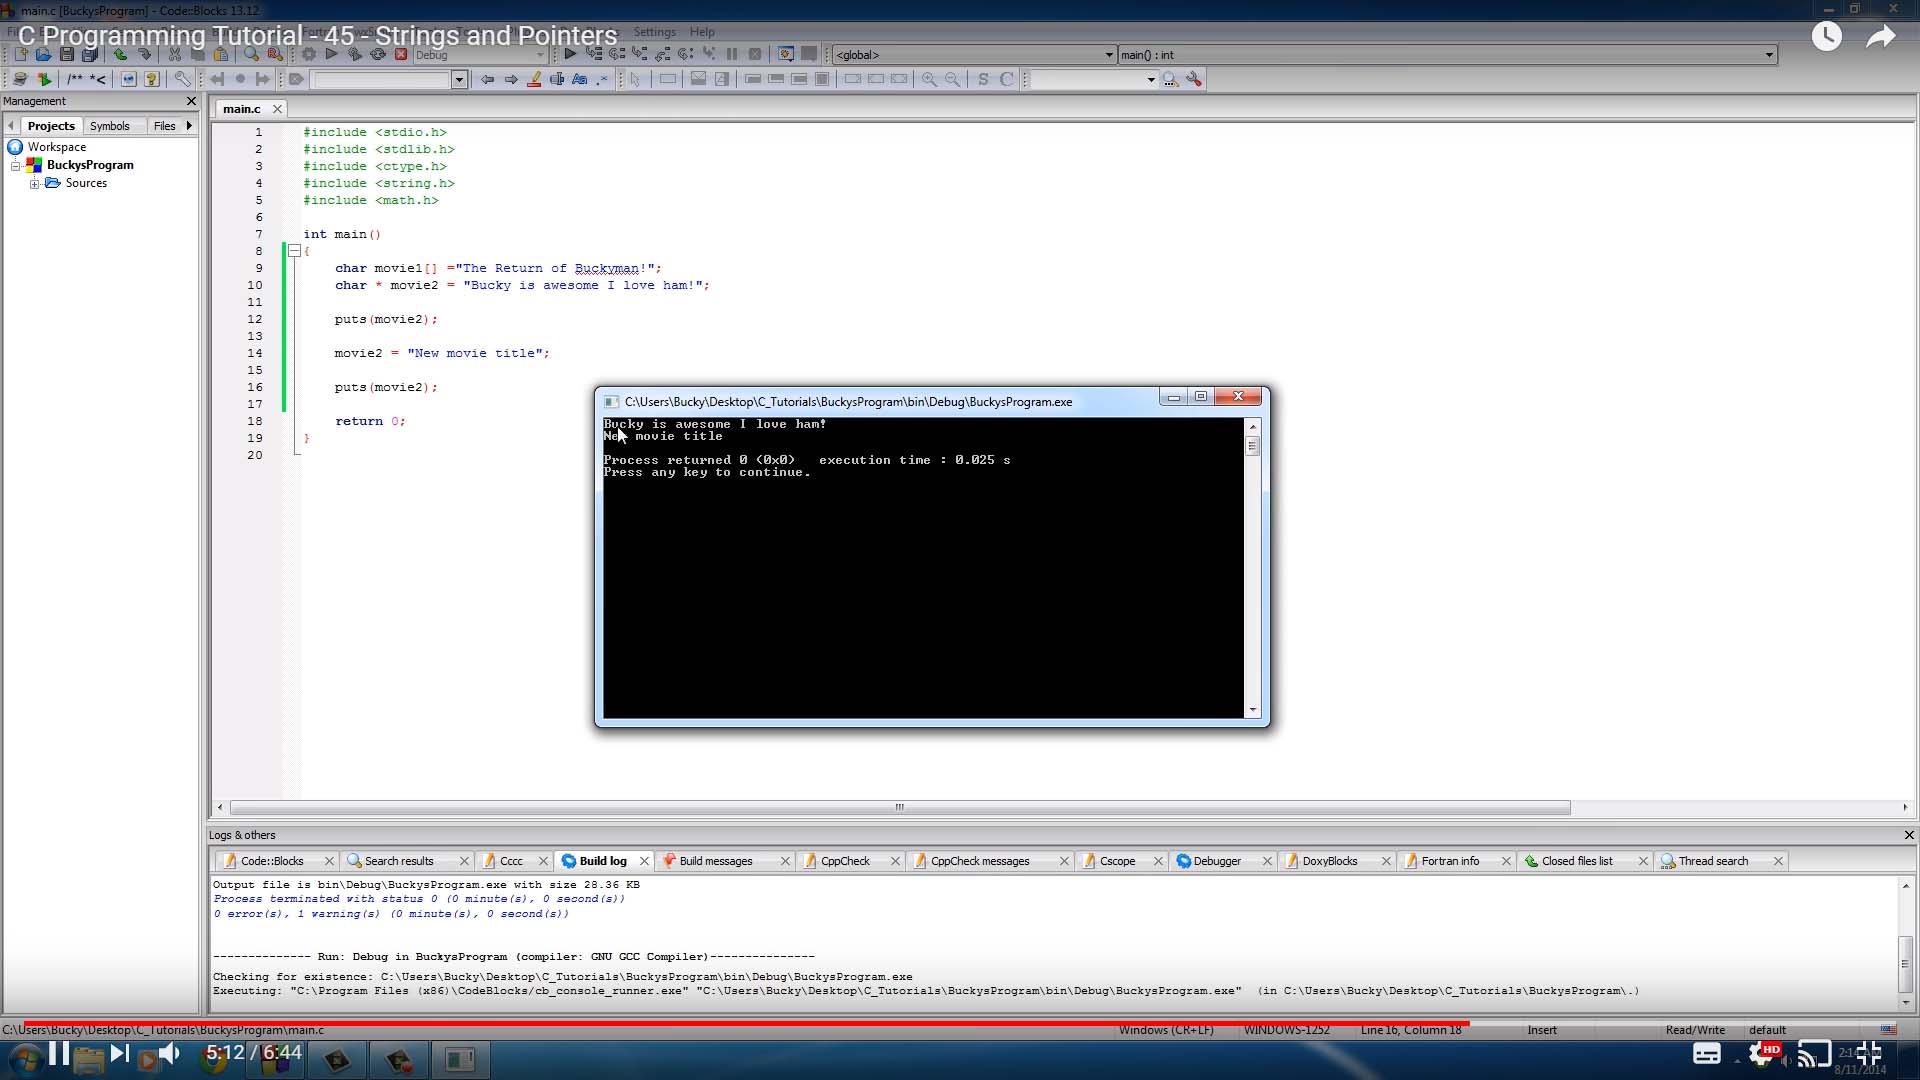 main.c [BuckysProgram] - Code::Blocks 13.12
C Programming Tutorial - 45 - Strings and Pointers
Settings Help
Debug
<global>
main() : int
/** *<
S C
Management
main.c
Projects Symbols Files
Workspace
BuckysProgram
Sources
1 #include <stdio.h>
2 #include <stdlib.h>
3 #include <ctype.h>
4 #include <string.h>
5 #include <math.h>
6
7 int main()
8 {
9 char movie1[] ="The Return of Buckyman!";
10 char * movie2 = "Bucky is awesome I love ham!";
11
12 puts(movie2);
13
14 movie2 = "New movie title";
15
16 puts(movie2);
17
18 return 0;
19 }
20
C:\Users\Bucky\Desktop\C_Tutorials\BuckysProgram\bin\Debug\BuckysProgram.exe
Bucky is awesome I love ham!
New movie title
Process returned 0 (0x0) execution time : 0.025 s
Press any key to continue.
Logs & others
Code::Blocks Search results Cccc Build log Build messages CppCheck CppCheck messages Cscope Debugger DoxyBlocks Fortran info Closed files list Thread search
Output file is bin\Debug\BuckysProgram.exe with size 28.36 KB
Process terminated with status 0 (0 minute(s), 0 second(s))
0 error(s), 1 warning(s) (0 minute(s), 0 second(s))
-------------- Run: Debug in BuckysProgram (compiler: GNU GCC Compiler)---------------
Checking for existence: C:\Users\Bucky\Desktop\C_Tutorials\BuckysProgram\bin\Debug\BuckysProgram.exe
Executing: "C:\Program Files (x86)\CodeBlocks/cb_console_runner.exe" "C:\Users\Bucky\Desktop\C_Tutorials\BuckysProgram\bin\Debug\BuckysProgram.exe" (in C:\Users\Bucky\Desktop\C_Tutorials\BuckysProgram\.)
C:\Users\Bucky\Desktop\C_Tutorials\BuckysProgram\main.c
Windows (CR+LF) WINDOWS-1252 Line 16, Column 18 Insert Read/Write default
5:12 / 6:44
HD
8/11/2014